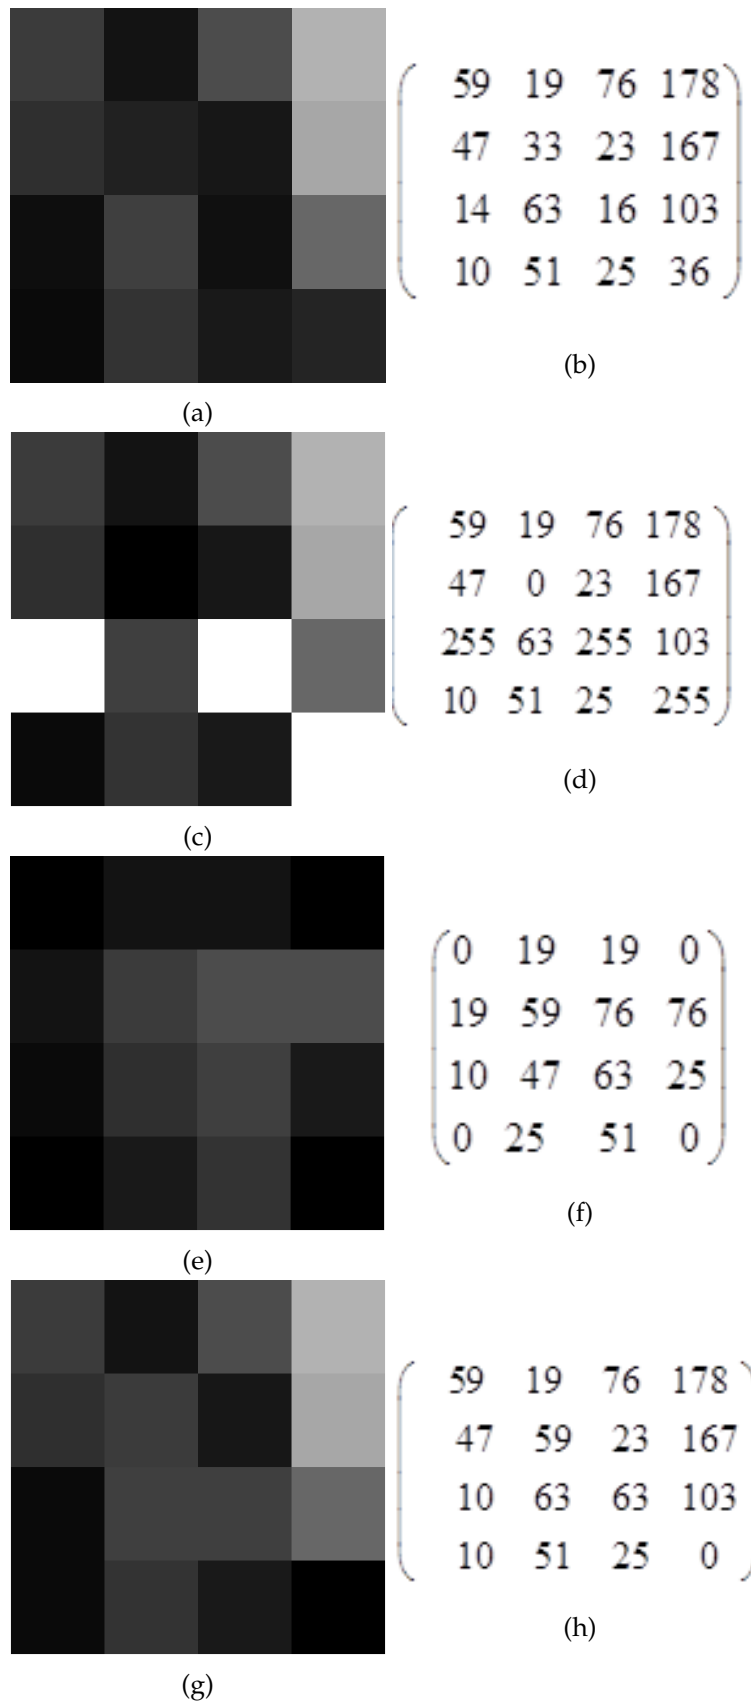 59 19 76 178
47 33 23 167
14 63 16 103
10 51 25 36
(b)
(a)
59 19 76 178
47 0 23 167
255 63 255 103
10 51 25 255
(d)
(c)
0 19 19 0
19 59 76 76
10 47 63 25
0 25 51 0
(f)
(e)
59 19 76 178
47 59 23 167
10 63 63 103
10 51 25 0
(h)
(g)